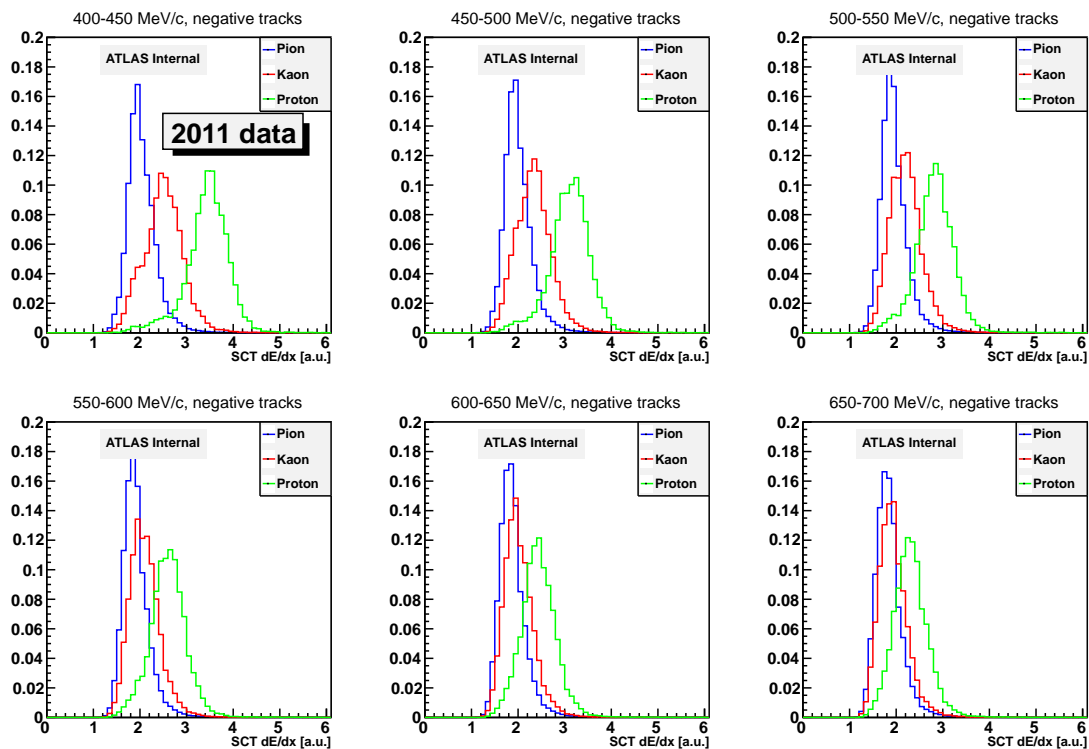 400-450 MeV/c, negative tracks
0.2
0.18
0.16
0.14
0.12
0.1
0.08
0.06
0.04
0.02
0
ATLAS Internal
2011 data
Pion
Kaon
Proton
0 1 2 3 4 5 6
SCT dE/dx [a.u.]
450-500 MeV/c, negative tracks
0.2
0.18
0.16
0.14
0.12
0.1
0.08
0.06
0.04
0.02
0
ATLAS Internal
Pion
Kaon
Proton
0 1 2 3 4 5 6
SCT dE/dx [a.u.]
500-550 MeV/c, negative tracks
0.2
0.18
0.16
0.14
0.12
0.1
0.08
0.06
0.04
0.02
0
ATLAS Internal
Pion
Kaon
Proton
0 1 2 3 4 5 6
SCT dE/dx [a.u.]
550-600 MeV/c, negative tracks
0.2
0.18
0.16
0.14
0.12
0.1
0.08
0.06
0.04
0.02
0
ATLAS Internal
Pion
Kaon
Proton
0 1 2 3 4 5 6
SCT dE/dx [a.u.]
600-650 MeV/c, negative tracks
0.2
0.18
0.16
0.14
0.12
0.1
0.08
0.06
0.04
0.02
0
ATLAS Internal
Pion
Kaon
Proton
0 1 2 3 4 5 6
SCT dE/dx [a.u.]
650-700 MeV/c, negative tracks
0.2
0.18
0.16
0.14
0.12
0.1
0.08
0.06
0.04
0.02
0
ATLAS Internal
Pion
Kaon
Proton
0 1 2 3 4 5 6
SCT dE/dx [a.u.]